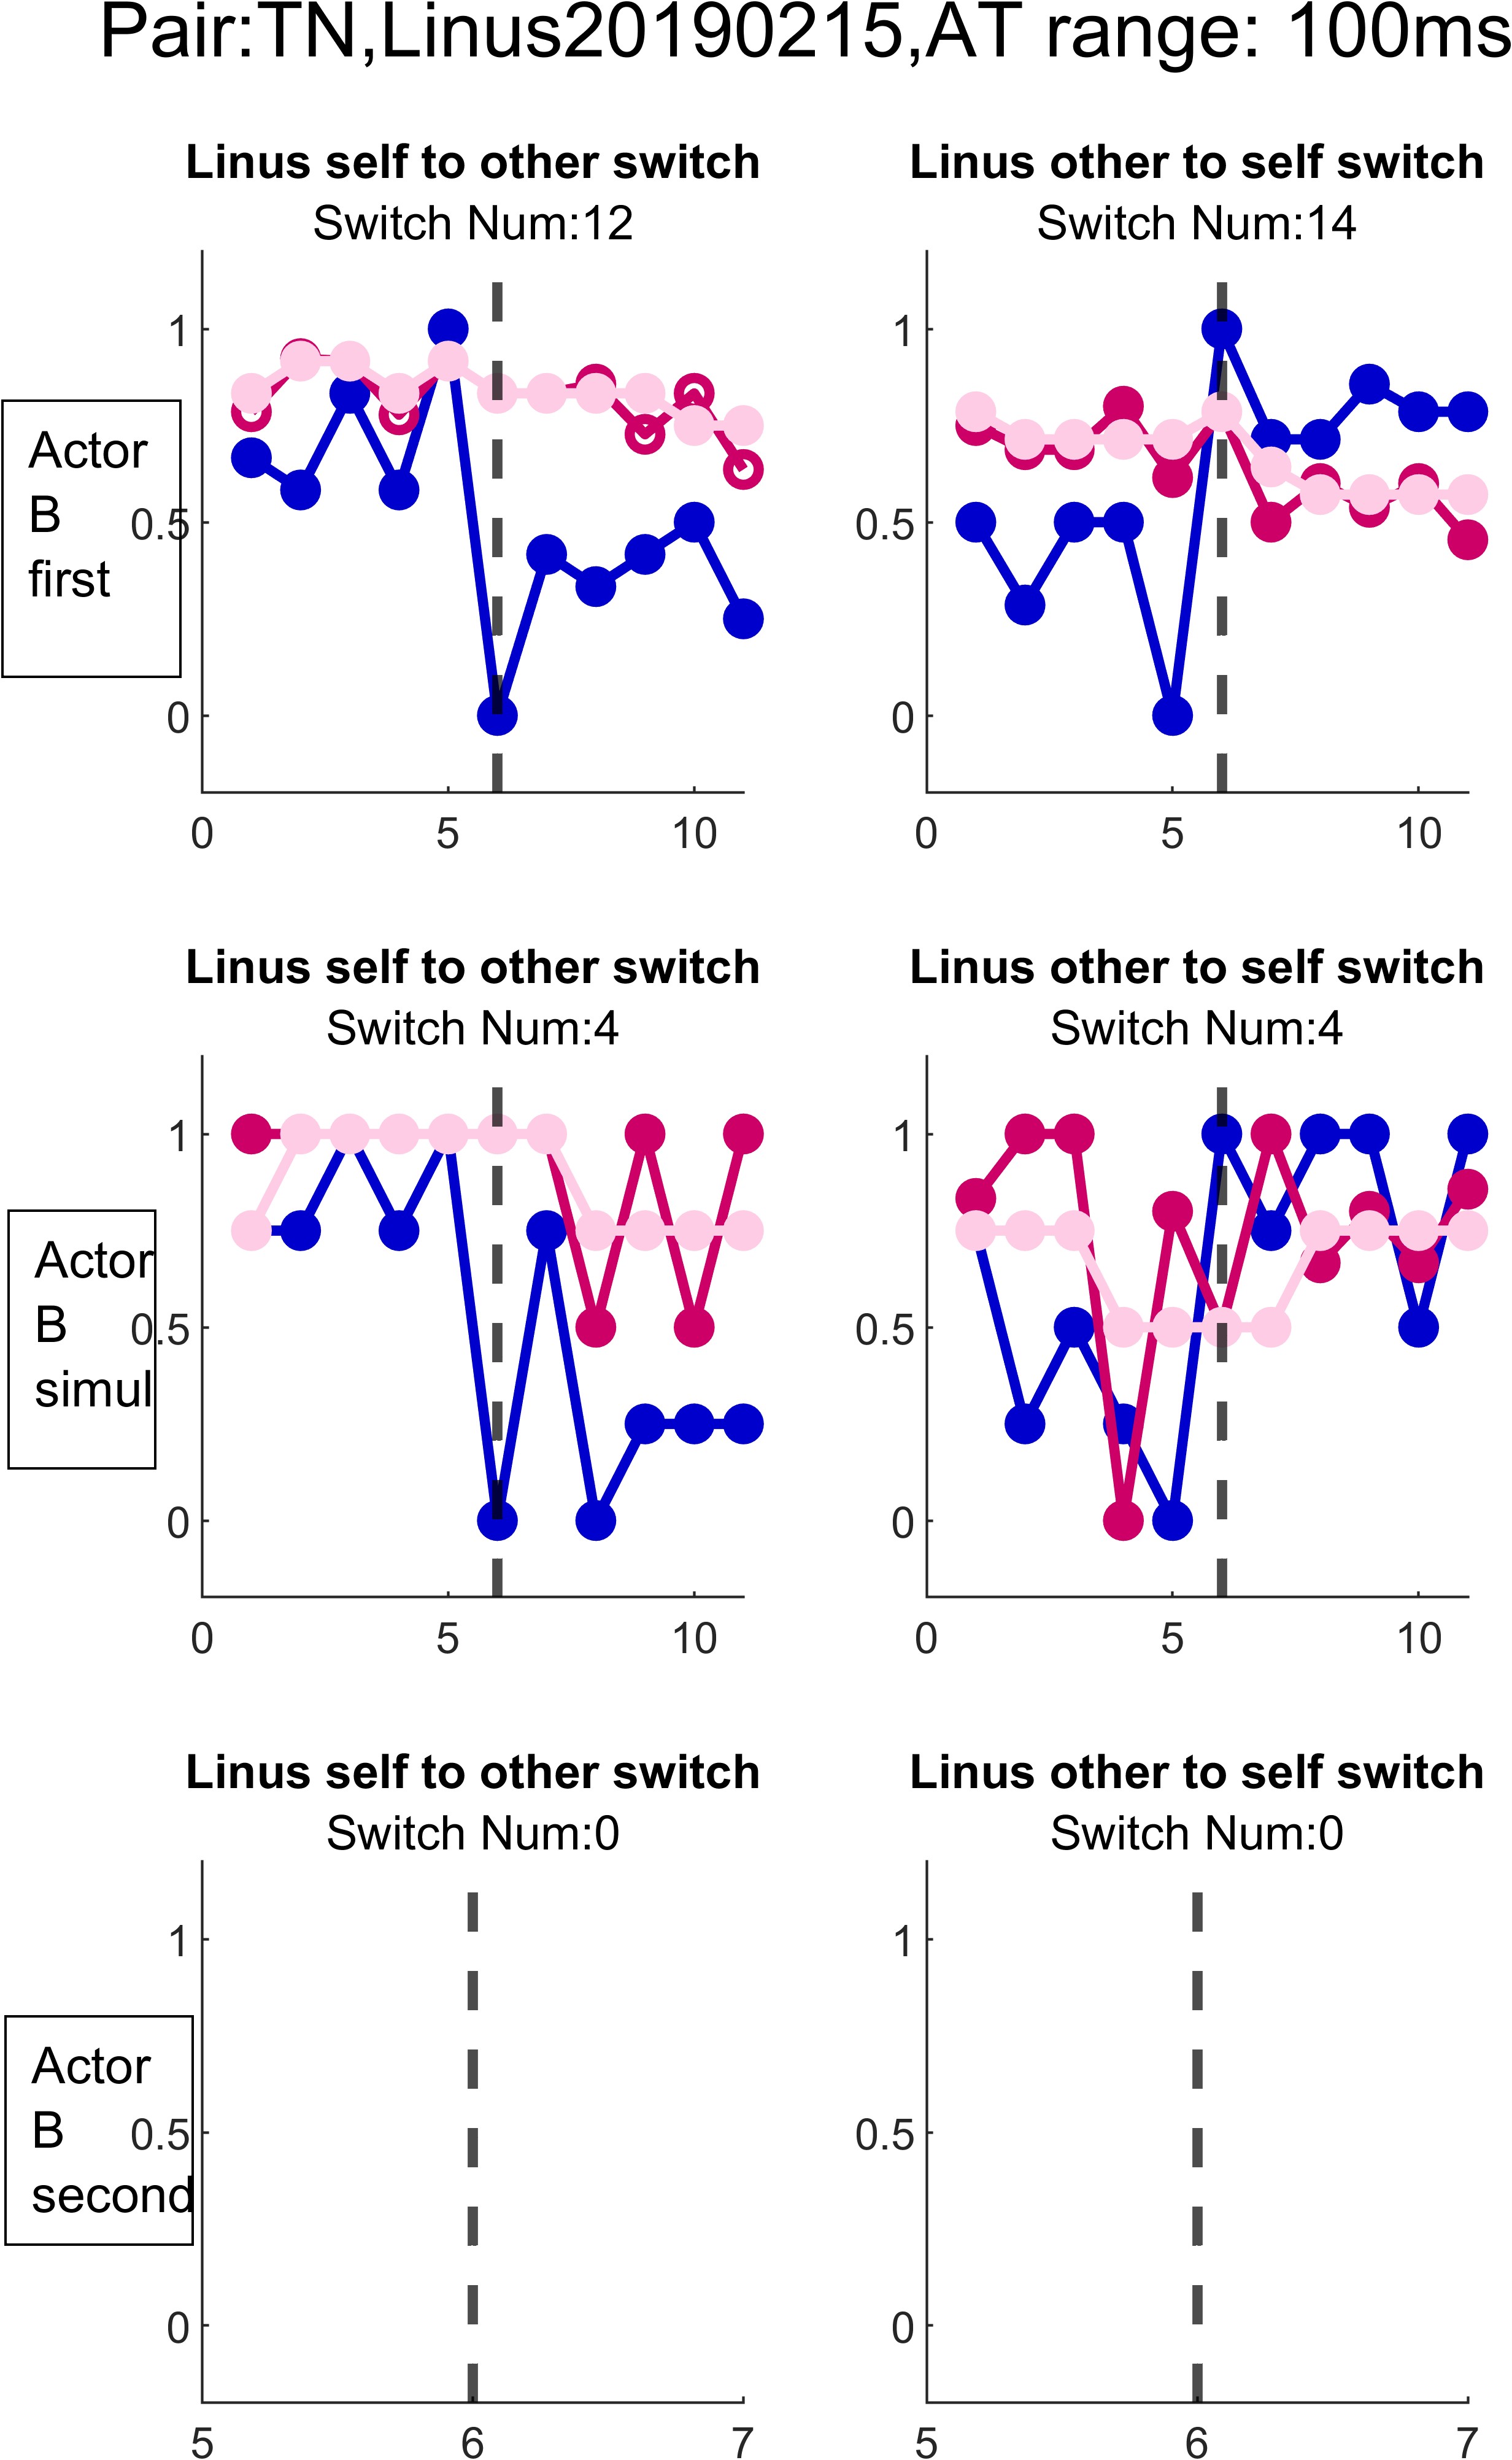 Pair:TN,Linus20190215,AT range: 100ms
Linus self to other switch
Switch Num:12
Linus other to self switch
Switch Num:14
Actor
B
first
1
0.5
0
0
5
10
1
0.5
0
0
5
10
Linus self to other switch
Switch Num:4
Linus other to self switch
Switch Num:4
Actor
B
simul
1
0.5
0
0
5
10
1
0.5
0
0
5
10
Linus self to other switch
Switch Num:0
Linus other to self switch
Switch Num:0
Actor
B
second
1
0.5
0
5
6
7
1
0.5
0
5
6
7